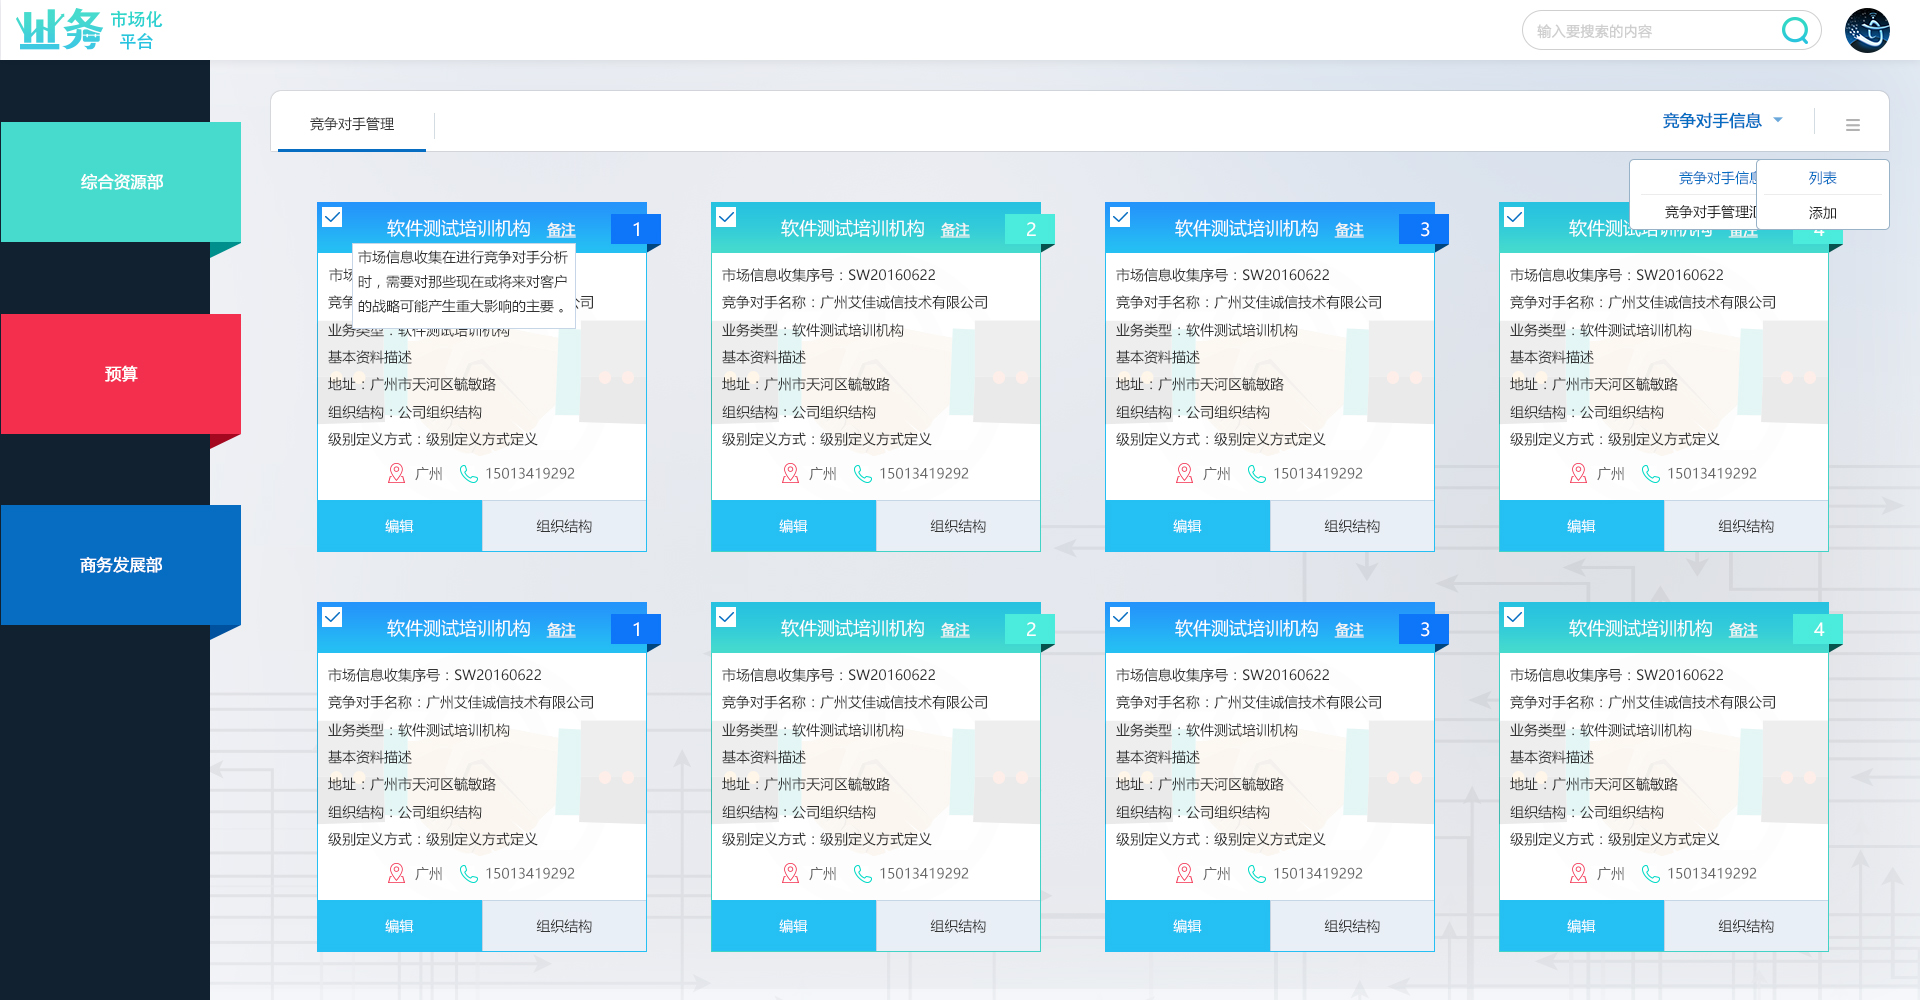 业务 市场化
平台
输入要搜索的内容
综合资源部
预算
商务发展部
竞争对手管理
竞争对手信息
竞争对手信息
竞争对手管理
列表
添加
软件测试培训机构 备注 1
市场信息收集在进行竞争对手分析
时，需要对那些现在或将来对客户
的战略可能产生重大影响的主要 。
市场
竞争 公司
业务类型：软件测试培训机构
基本资料描述
地址：广州市天河区毓敏路
组织结构：公司组织结构
级别定义方式：级别定义方式定义
广州 15013419292
编辑 组织结构
软件测试培训机构 备注 2
市场信息收集序号：SW20160622
竞争对手名称：广州艾佳诚信技术有限公司
业务类型：软件测试培训机构
基本资料描述
地址：广州市天河区毓敏路
组织结构：公司组织结构
级别定义方式：级别定义方式定义
广州 15013419292
编辑 组织结构
软件测试培训机构 备注 3
市场信息收集序号：SW20160622
竞争对手名称：广州艾佳诚信技术有限公司
业务类型：软件测试培训机构
基本资料描述
地址：广州市天河区毓敏路
组织结构：公司组织结构
级别定义方式：级别定义方式定义
广州 15013419292
编辑 组织结构
软件测试培训机构 备注 4
市场信息收集序号：SW20160622
竞争对手名称：广州艾佳诚信技术有限公司
业务类型：软件测试培训机构
基本资料描述
地址：广州市天河区毓敏路
组织结构：公司组织结构
级别定义方式：级别定义方式定义
广州 15013419292
编辑 组织结构
软件测试培训机构 备注 1
市场信息收集序号：SW20160622
竞争对手名称：广州艾佳诚信技术有限公司
业务类型：软件测试培训机构
基本资料描述
地址：广州市天河区毓敏路
组织结构：公司组织结构
级别定义方式：级别定义方式定义
广州 15013419292
编辑 组织结构
软件测试培训机构 备注 2
市场信息收集序号：SW20160622
竞争对手名称：广州艾佳诚信技术有限公司
业务类型：软件测试培训机构
基本资料描述
地址：广州市天河区毓敏路
组织结构：公司组织结构
级别定义方式：级别定义方式定义
广州 15013419292
编辑 组织结构
软件测试培训机构 备注 3
市场信息收集序号：SW20160622
竞争对手名称：广州艾佳诚信技术有限公司
业务类型：软件测试培训机构
基本资料描述
地址：广州市天河区毓敏路
组织结构：公司组织结构
级别定义方式：级别定义方式定义
广州 15013419292
编辑 组织结构
软件测试培训机构 备注 4
市场信息收集序号：SW20160622
竞争对手名称：广州艾佳诚信技术有限公司
业务类型：软件测试培训机构
基本资料描述
地址：广州市天河区毓敏路
组织结构：公司组织结构
级别定义方式：级别定义方式定义
广州 15013419292
编辑 组织结构